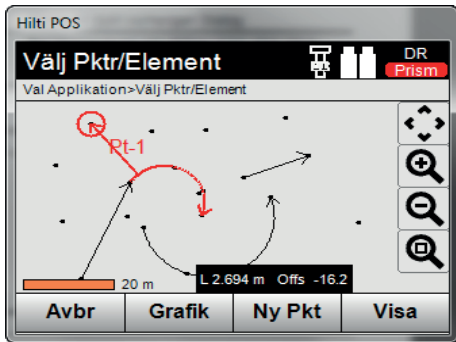 Hilti POS
Välj Pktr/Element
DR
Prism
Val Applikation>Välj Pktr/Eleme
Pt-1
20 m
L 2.694 m Offs -16.2
Avbr Grafik Ny Pkt Visa